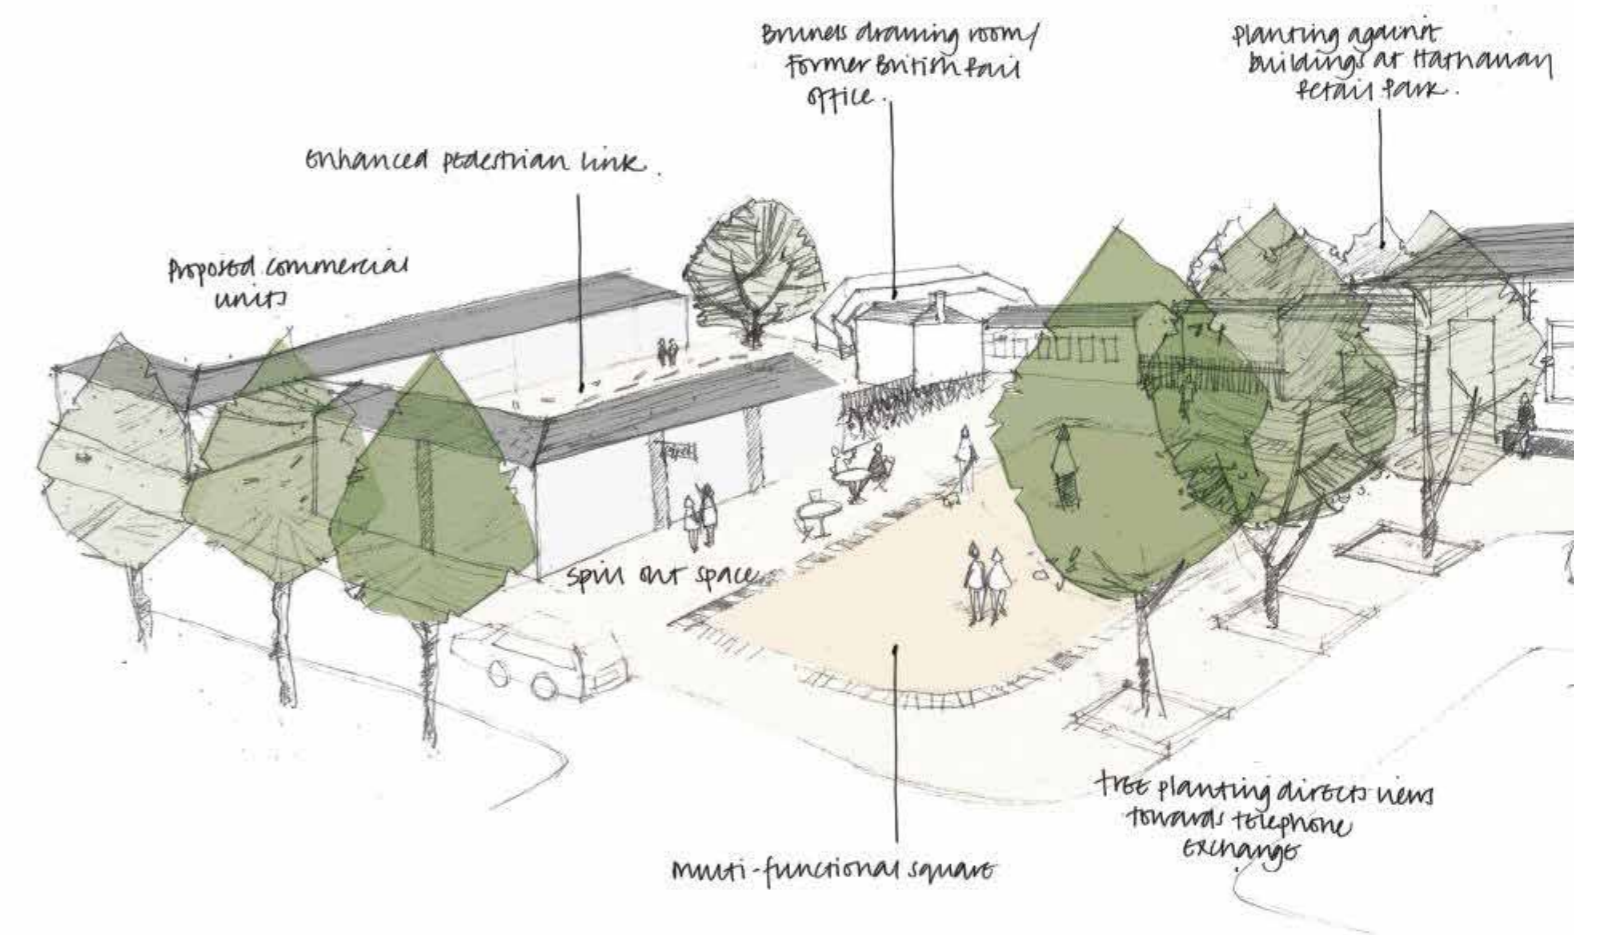 Brunels drawing room/
Former British Rail
office.
Planting against
buildings at Hathaway
Retail Park.
Enhanced pedestrian link.
Proposed commercial
units
Spill out space
Tree planting directs views
towards telephone
exchange
Multi-functional square